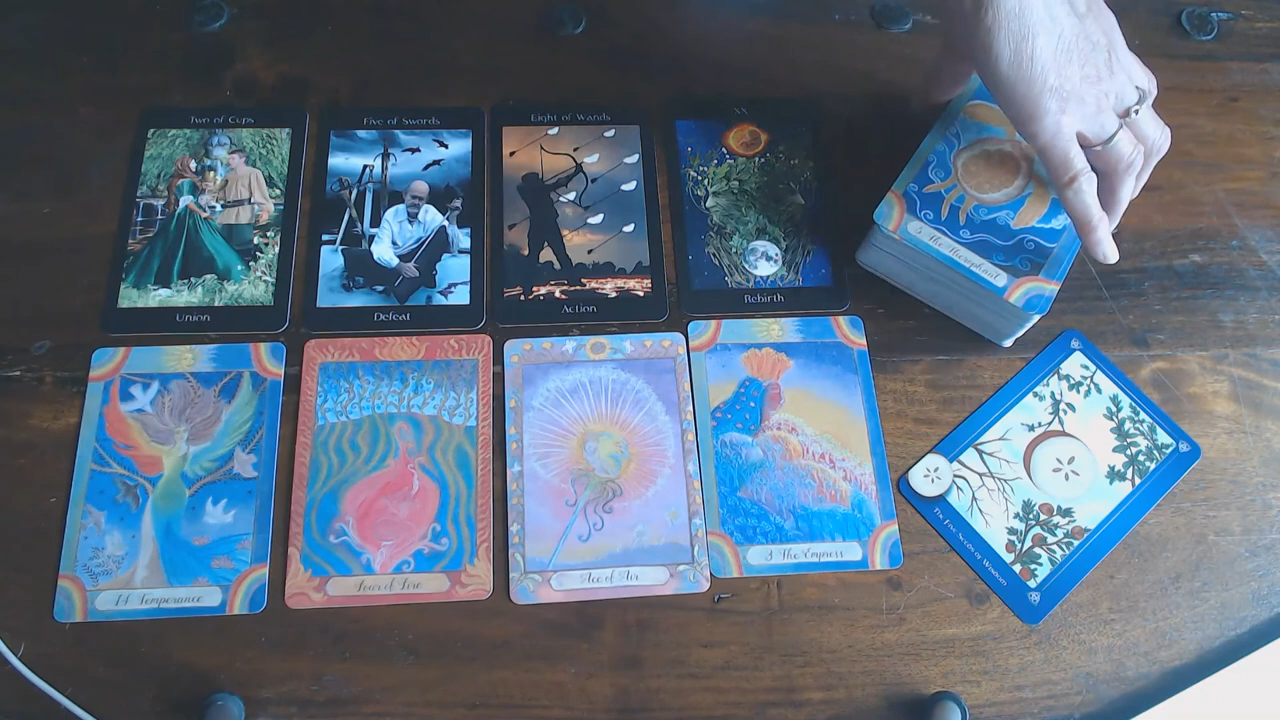 Two of Cups
Union
Five of Swords
Defeat
Eight of Wands
Action
XX
Rebirth
5 The Hierophant
14 Temperance
Four of Fire
Ace of Air
3 The Empress
The Five Seeds of Wisdom